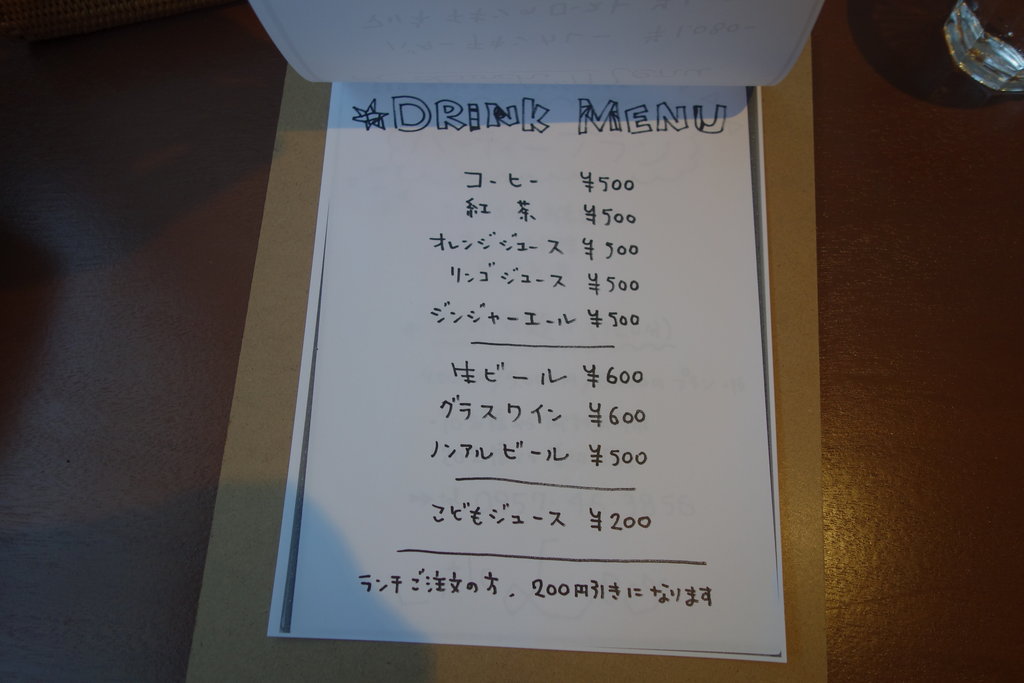 ☆DRINK MENU
コーヒー ¥500
紅茶 ¥500
オレンジジュース ¥500
リンゴジュース ¥500
ジンジャーエール ¥500
生ビール ¥600
グラスワイン ¥600
ノンアルビール ¥500
こどもジュース ¥200
ランチご注文の方、200円引きになります